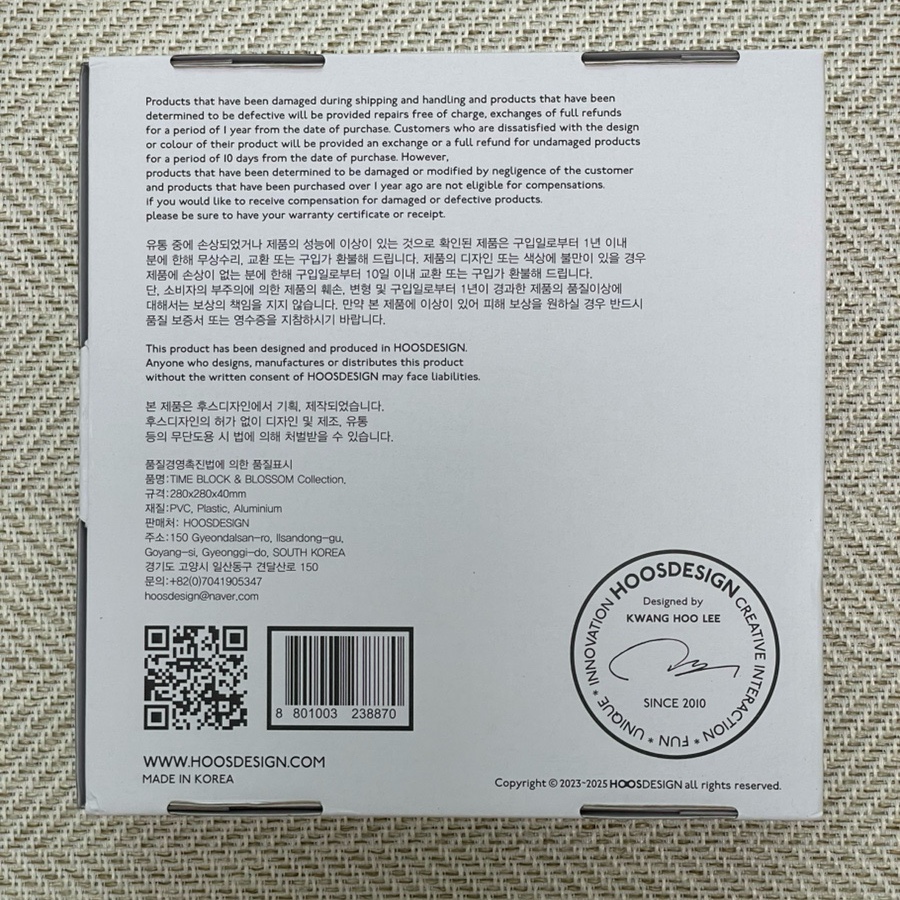 Products that have been damaged during shipping and handling and products that have been
determined to be defective will be provided repairs free of charge, exchanges of full refunds
for a period of 1 year from the date of purchase. Customers who are dissatisfied with the design
or colour of their product will be provided an exchange or a full refund for undamaged products
for a period of 10 days from the date of purchase. However,
products that have been determined to be damaged or modified by negligence of the customer
and products that have been purchased over 1 year ago are not eligible for compensations.
if you would like to receive compensation for damaged or defective products.
please be sure to have your warranty certificate or receipt.
유통 중에 손상되었거나 제품의 성능에 이상이 있는 것으로 확인된 제품은 구입일로부터 1년 이내
분에 한해 무상수리, 교환 또는 구입가 환불해 드립니다. 제품의 디자인 또는 색상에 불만이 있을 경우
제품에 손상이 없는 분에 한해 구입일로부터 10일 이내 교환 또는 구입가 환불해 드립니다.
단, 소비자의 부주의에 의한 제품의 훼손, 변형 및 구입일로부터 1년이 경과한 제품의 품질이상에
대해서는 보상의 책임을 지지 않습니다. 만약 본 제품에 이상이 있어 피해 보상을 원하실 경우 반드시
품질 보증서 또는 영수증을 지참하시기 바랍니다.
This product has been designed and produced in HOOSDESIGN.
Anyone who designs, manufactures or distributes this product
without the written consent of HOOSDESIGN may face liabilities.
본 제품은 후스디자인에서 기획, 제작되었습니다.
후스디자인의 허가 없이 디자인 및 제조, 유통
등의 무단도용 시 법에 의해 처벌받을 수 있습니다.
품질경영촉진법에 의한 품질표시
품명:TIME BLOCK & BLOSSOM Collection.
규격:280x280x40mm
재질:PVC, Plastic, Aluminium
판매처: HOOSDESIGN
주소:150 Gyeondalsan-ro, Ilsandong-gu,
Goyang-si, Gyeonggi-do, SOUTH KOREA
경기도 고양시 일산동구 견달산로 150
문의:+82(0)7041905347
hoosdesign@naver.com
8 801003 238870
WWW.HOOSDESIGN.COM
MADE IN KOREA
HOOSDESIGN
CREATIVE INTERACTION * FUN * UNIQUE * INNOVATION
Designed by
KWANG HOO LEE
SINCE 2010
Copyright © 2023~2025 HOOSDESIGN all rights reserved.